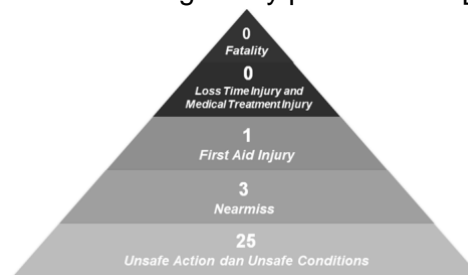 0
Fatality
0
Loss Time Injury and
Medical Treatment Injury
1
First Aid Injury
3
Nearmiss
25
Unsafe Action dan Unsafe Conditions